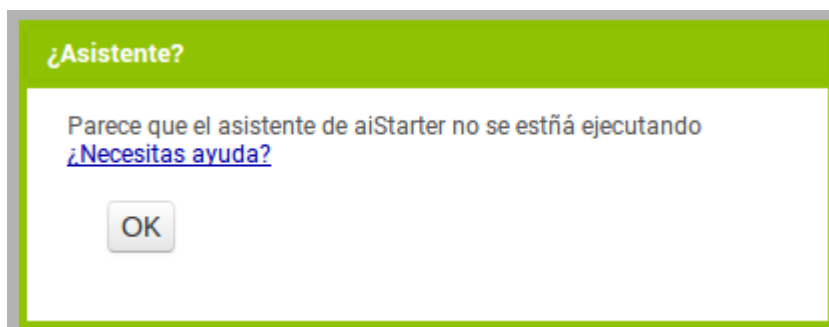 ¿Asistente?
Parece que el asistente de aiStarter no se estñá ejecutando
¿Necesitas ayuda?
OK